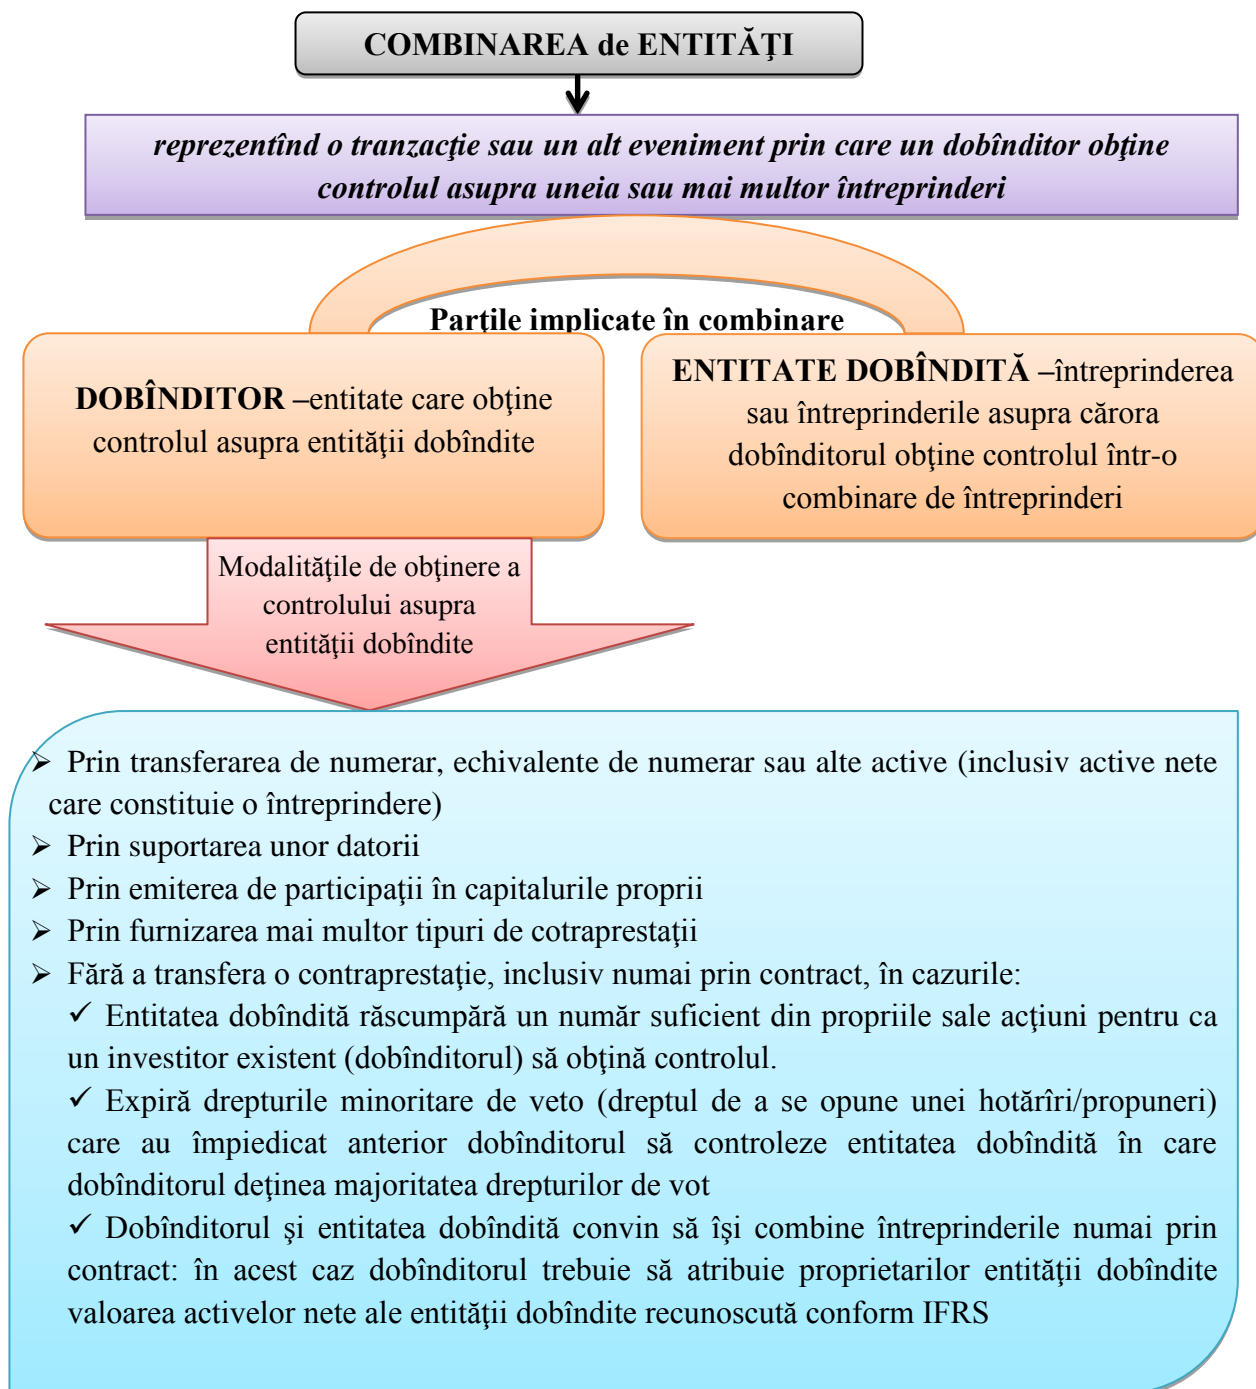 COMBINAREA de ENTITĂŢI
reprezentînd o tranzacţie sau un alt eveniment prin care un dobînditor obţine
controlul asupra uneia sau mai multor întreprinderi
Parţile implicate în combinare
DOBÎNDITOR –entitate care obţine
controlul asupra entităţii dobîndite
ENTITATE DOBÎNDITĂ –întreprinderea
sau întreprinderile asupra cărora
dobînditorul obţine controlul într-o
combinare de întreprinderi
Modalităţile de obţinere a
controlului asupra
entităţii dobîndite
➢ Prin transferarea de numerar, echivalente de numerar sau alte active (inclusiv active nete
care constituie o întreprindere)
➢ Prin suportarea unor datorii
➢ Prin emiterea de participaţii în capitalurile proprii
➢ Prin furnizarea mai multor tipuri de cotraprestaţii
➢ Fără a transfera o contraprestaţie, inclusiv numai prin contract, în cazurile:
✓ Entitatea dobîndită răscumpără un număr suficient din propriile sale acţiuni pentru ca
un investitor existent (dobînditorul) să obţină controlul.
✓ Expiră drepturile minoritare de veto (dreptul de a se opune unei hotărîri/propuneri)
care au împiedicat anterior dobînditorul să controleze entitatea dobîndită în care
dobînditorul deţinea majoritatea drepturilor de vot
✓ Dobînditorul şi entitatea dobîndită convin să îşi combine întreprinderile numai prin
contract: în acest caz dobînditorul trebuie să atribuie proprietarilor entităţii dobîndite
valoarea activelor nete ale entităţii dobîndite recunoscută conform IFRS